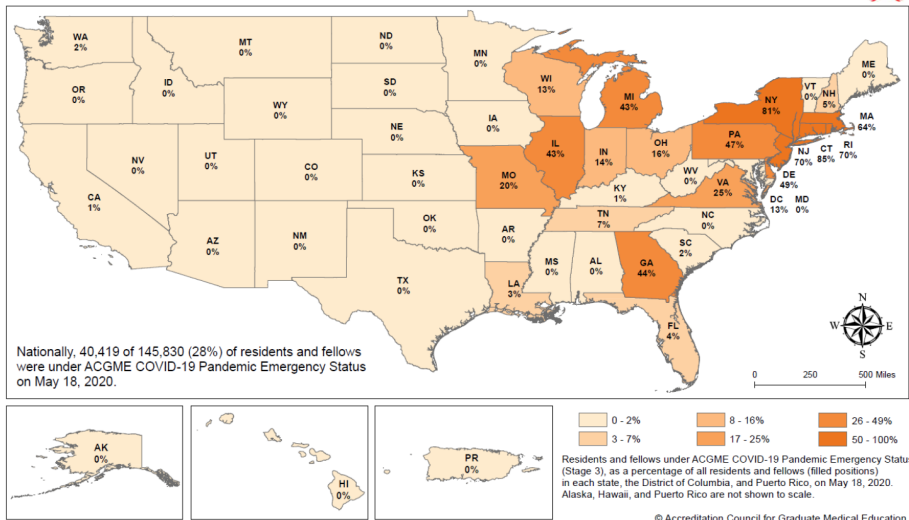 WA
2%
MT
0%
ND
0%
MN
0%
ME
0%
VT
0%
NH
5%
OR
0%
ID
0%
SD
0%
WI
13%
MI
43%
NY
81%
MA
64%
WY
0%
IA
0%
NE
0%
PA
47%
NJ
70%
CT
85%
RI
70%
NV
0%
UT
0%
CO
0%
IL
43%
IN
14%
OH
16%
WV
0%
DE
49%
CA
1%
KS
0%
MO
20%
KY
1%
VA
25%
DC
13%
MD
0%
AZ
0%
NM
0%
OK
0%
AR
0%
TN
7%
NC
0%
SC
2%
TX
0%
MS
0%
AL
0%
GA
44%
LA
3%
FL
4%
N
W
E
S
0 250 500 Miles
Nationally, 40,419 of 145,830 (28%) of residents and fellows
were under ACGME COVID-19 Pandemic Emergency Status
on May 18, 2020.
AK
0%
HI
0%
PR
0%
0 - 2%
8 - 16%
26 - 49%
3 - 7%
17 - 25%
50 - 100%
Residents and fellows under ACGME COVID-19 Pandemic Emergency Status
(Stage 3), as a percentage of all residents and fellows (filled positions)
in each state, the District of Columbia, and Puerto Rico, on May 18, 2020.
Alaska, Hawaii, and Puerto Rico are not shown to scale.
© Accreditation Council for Graduate Medical Education